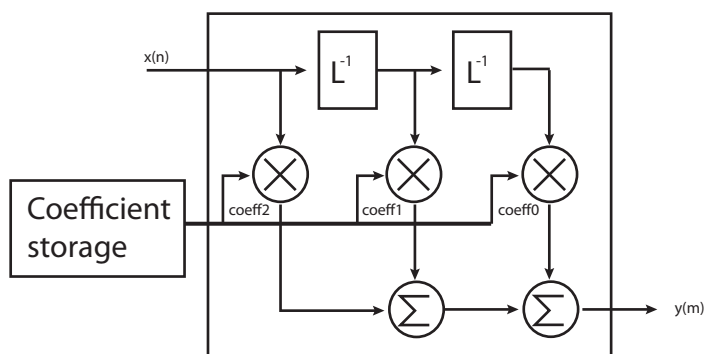 x(n)
L⁻¹
L⁻¹
Coefficient
storage
coeff2
coeff1
coeff0
Σ
Σ
y(m)